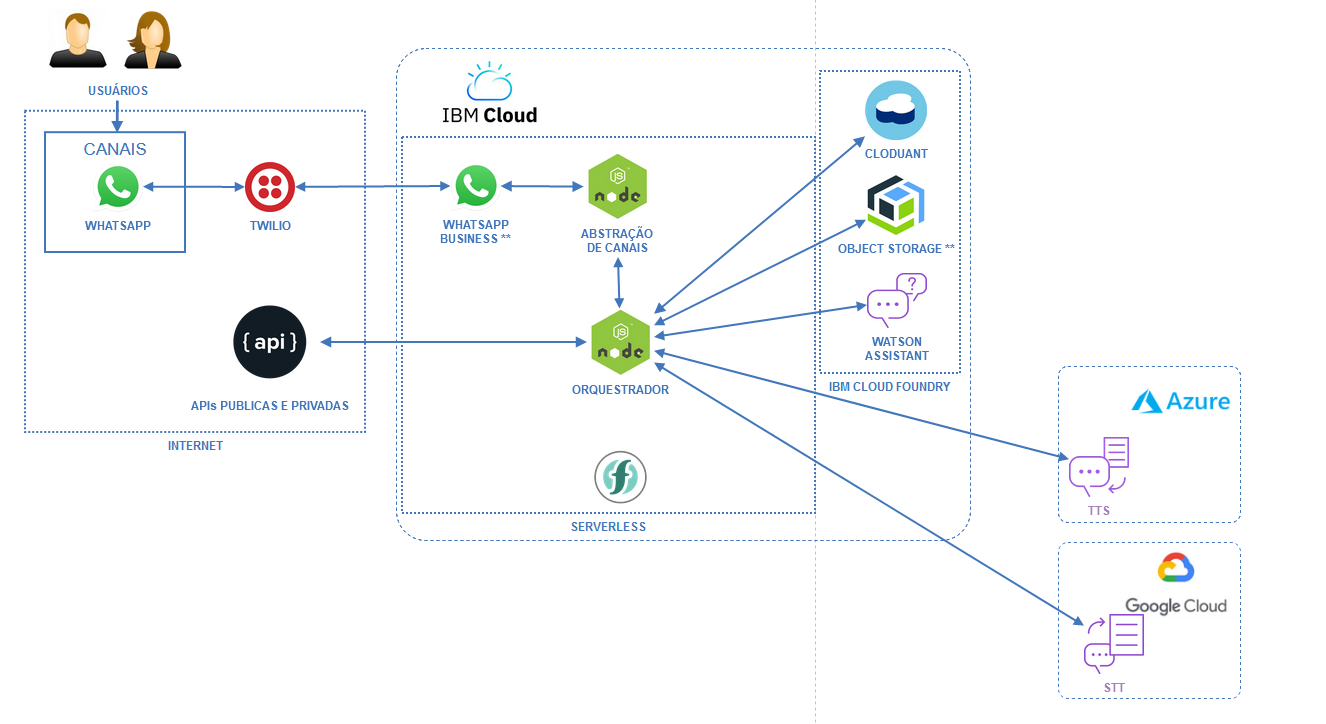 USUÁRIOS
CANAIS
WHATSAPP
TWILIO
{ api }
APIs PUBLICAS E PRIVADAS
INTERNET
IBM Cloud
WHATSAPP
BUSINESS **
JS
node
ABSTRAÇÃO
DE CANAIS
JS
node
ORQUESTRADOR
f
SERVERLESS
CLODUANT
OBJECT STORAGE **
?
WATSON
ASSISTANT
IBM CLOUD FOUNDRY
Azure
TTS
Google Cloud
STT